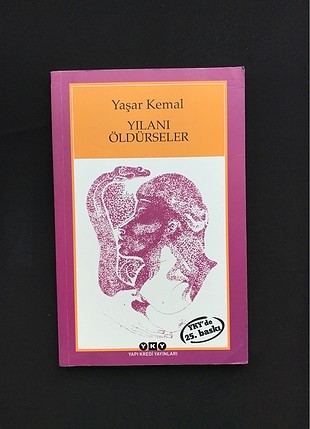 Yaşar Kemal
YILANI
ÖLDÜRSELER
YKY'de
25. baskı
YKY
YAPI KREDİ YAYINLARI